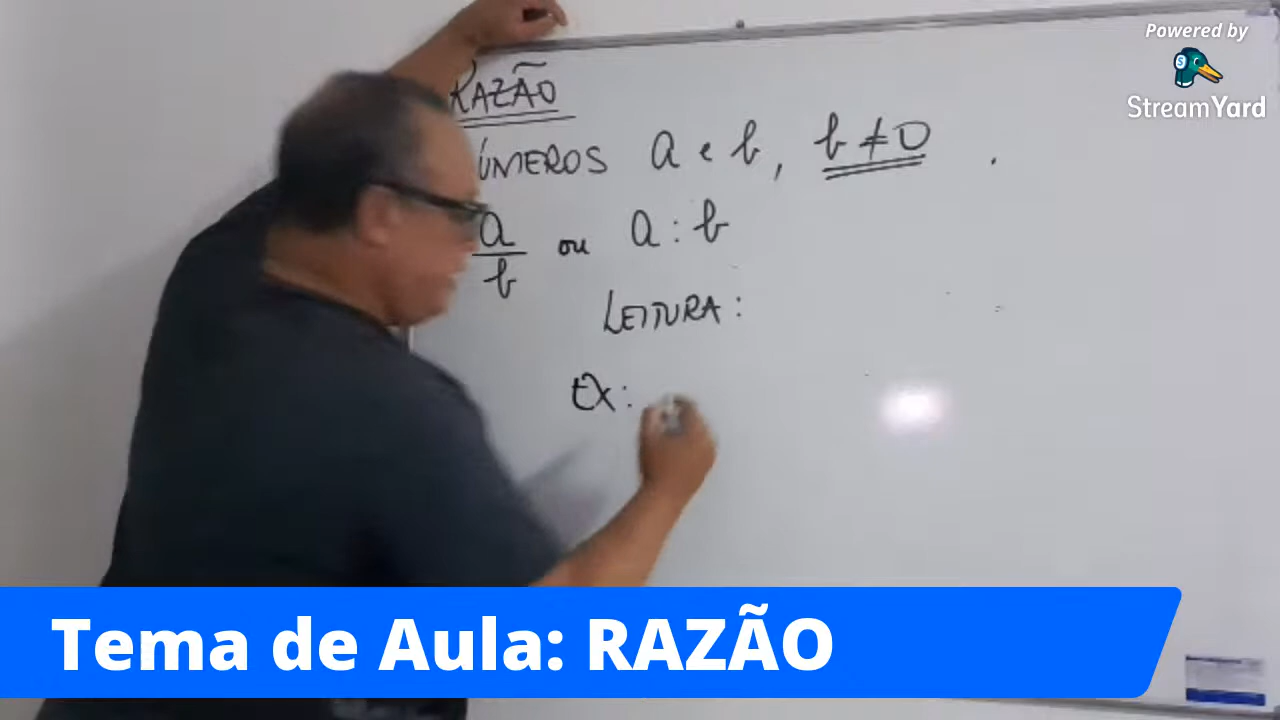 Powered by
StreamYard
RAZÃO
ÚMEROS a e b, b ≠ 0
a/b ou a : b
LEITURA:
Ex:
Tema de Aula: RAZÃO